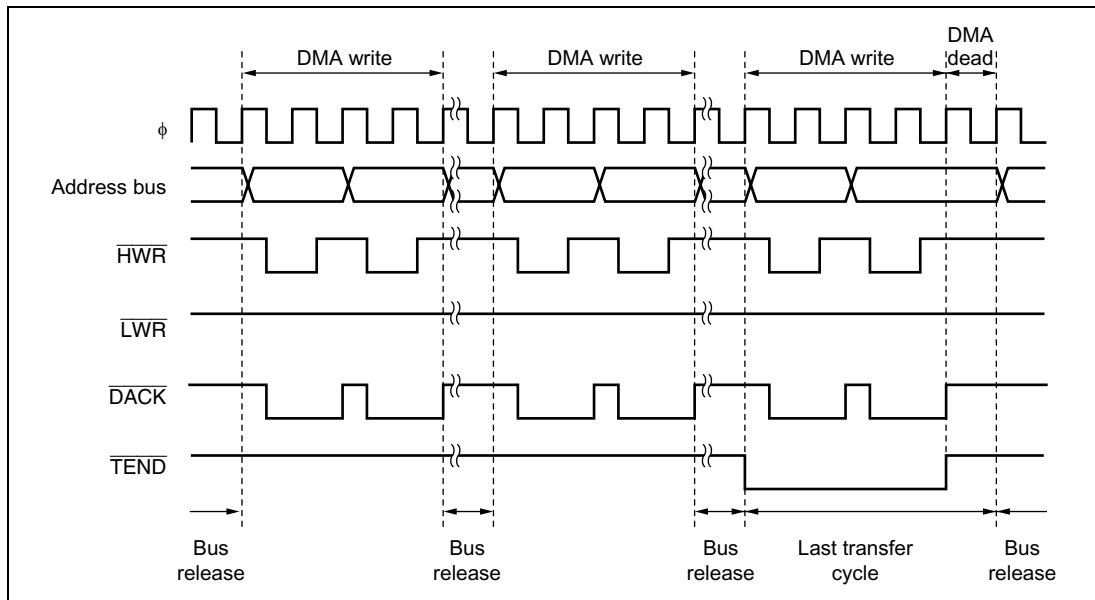 DMA write
DMA write
DMA write
DMA
dead
φ
Address bus
HWR
LWR
DACK
TEND
Bus
release
Bus
release
Bus
release
Last transfer
cycle
Bus
release